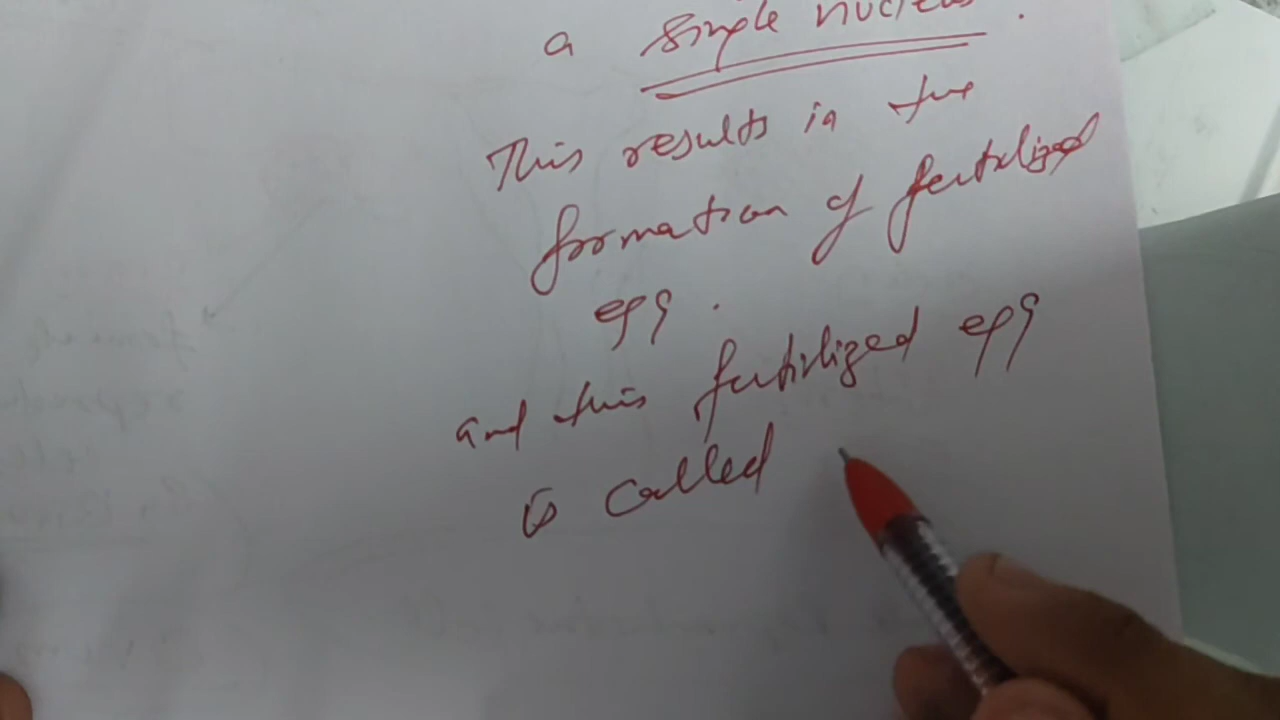 a single nucleus.
This results in the
formation of fertilized
egg.
and this fertilized egg
is called